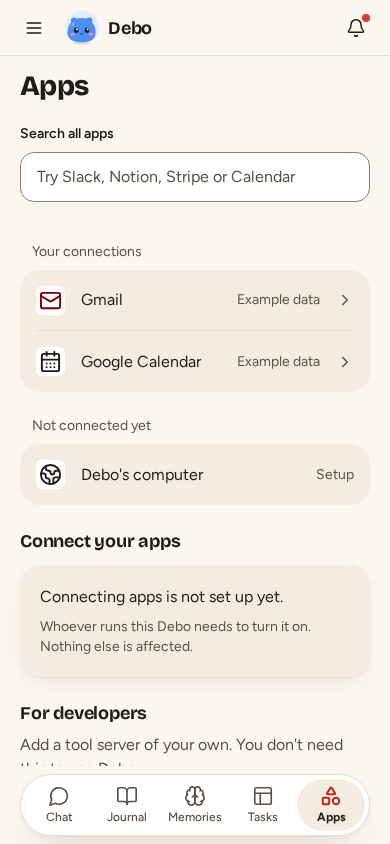 Debo
Apps
Search all apps
Try Slack, Notion, Stripe or Calendar
Your connections
Gmail
Example data
Google Calendar
Example data
Not connected yet
Debo's computer
Setup
Connect your apps
Connecting apps is not set up yet.
Whoever runs this Debo needs to turn it on.
Nothing else is affected.
For developers
Add a tool server of your own. You don't need
Chat
Journal
Memories
Tasks
Apps